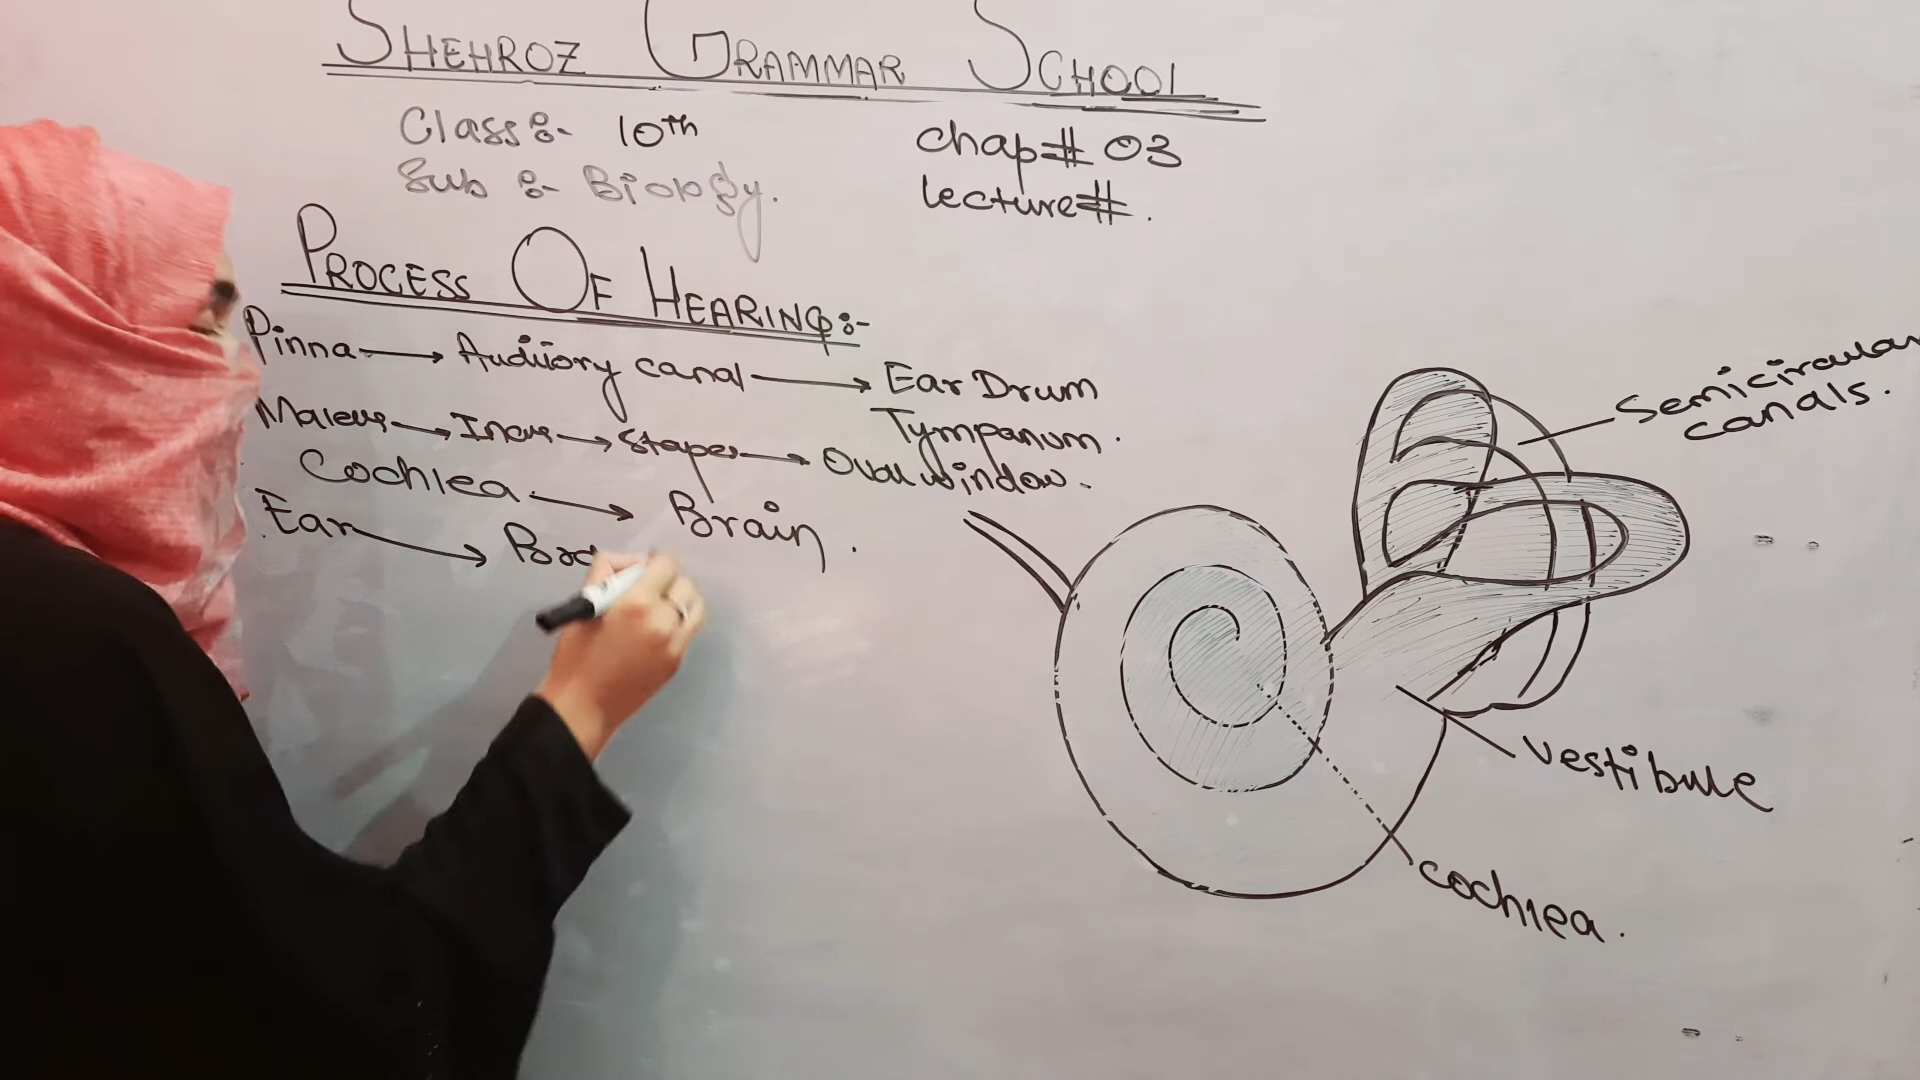 SHEHROZ GRAMMAR SCHOOL
Class:- 10th
Sub :- Biology.
Chap# 03
lecture# .
PROCESS OF HEARING:-
Pinna → Auditory canal → Ear Drum
Tympanum.
Maleus → Incus → Stapes → Oval window.
Cochlea → Brain.
Ear →
Semicircular
canals.
vestibule
cochlea.